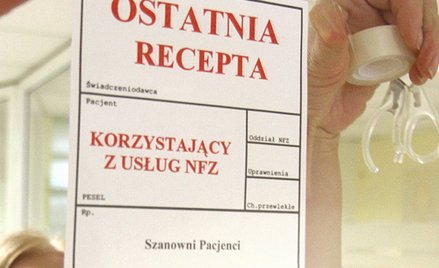 OSTATNIA
RECEPTA
Świadczeniodawca
Pacjent
KORZYSTAJĄCY
Z USŁUG NFZ
Oddział NFZ
Uprawnienia
PESEL
Ch.przewlekłe
Rp.
Szanowni Pacjenci